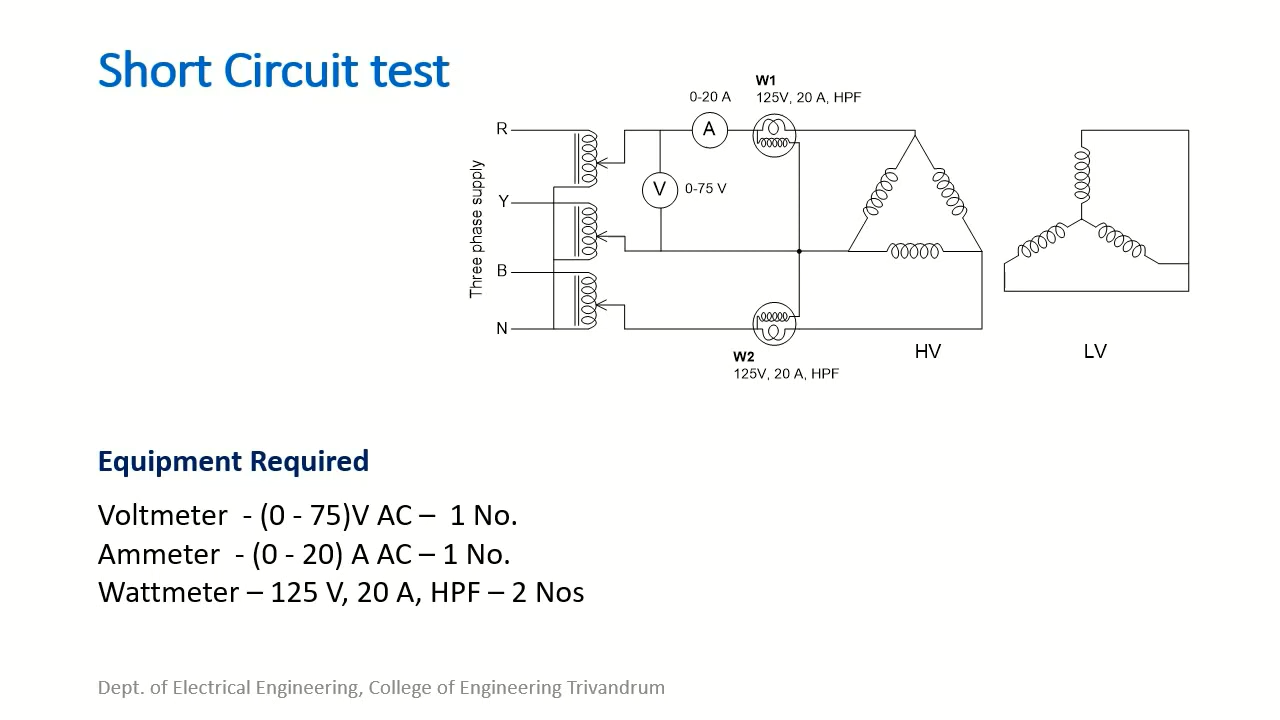 Short Circuit test
W1
0-20 A
125V, 20 A, HPF
R
A
Three phase supply
V
0-75 V
Y
B
N
HV
LV
W2
125V, 20 A, HPF
Equipment Required
Voltmeter - (0 - 75)V AC – 1 No.
Ammeter - (0 - 20) A AC – 1 No.
Wattmeter – 125 V, 20 A, HPF – 2 Nos
Dept. of Electrical Engineering, College of Engineering Trivandrum